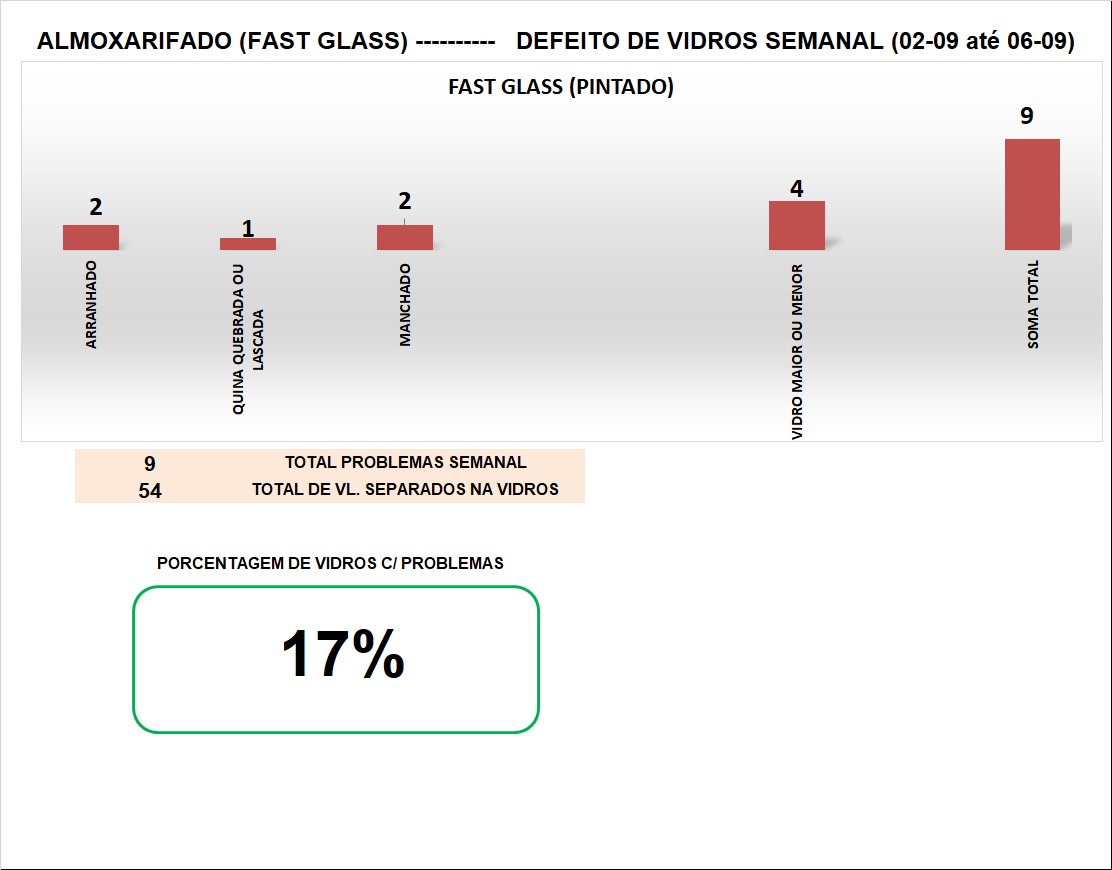 ALMOXARIFADO (FAST GLASS) ---------- DEFEITO DE VIDROS SEMANAL (02-09 até 06-09)
FAST GLASS (PINTADO)
2
1
2
4
9
ARRANHADO
QUINA QUEBRADA OU
LASCADA
MANCHADO
VIDRO MAIOR OU MENOR
SOMA TOTAL
9 TOTAL PROBLEMAS SEMANAL
54 TOTAL DE VL. SEPARADOS NA VIDROS
PORCENTAGEM DE VIDROS C/ PROBLEMAS
17%